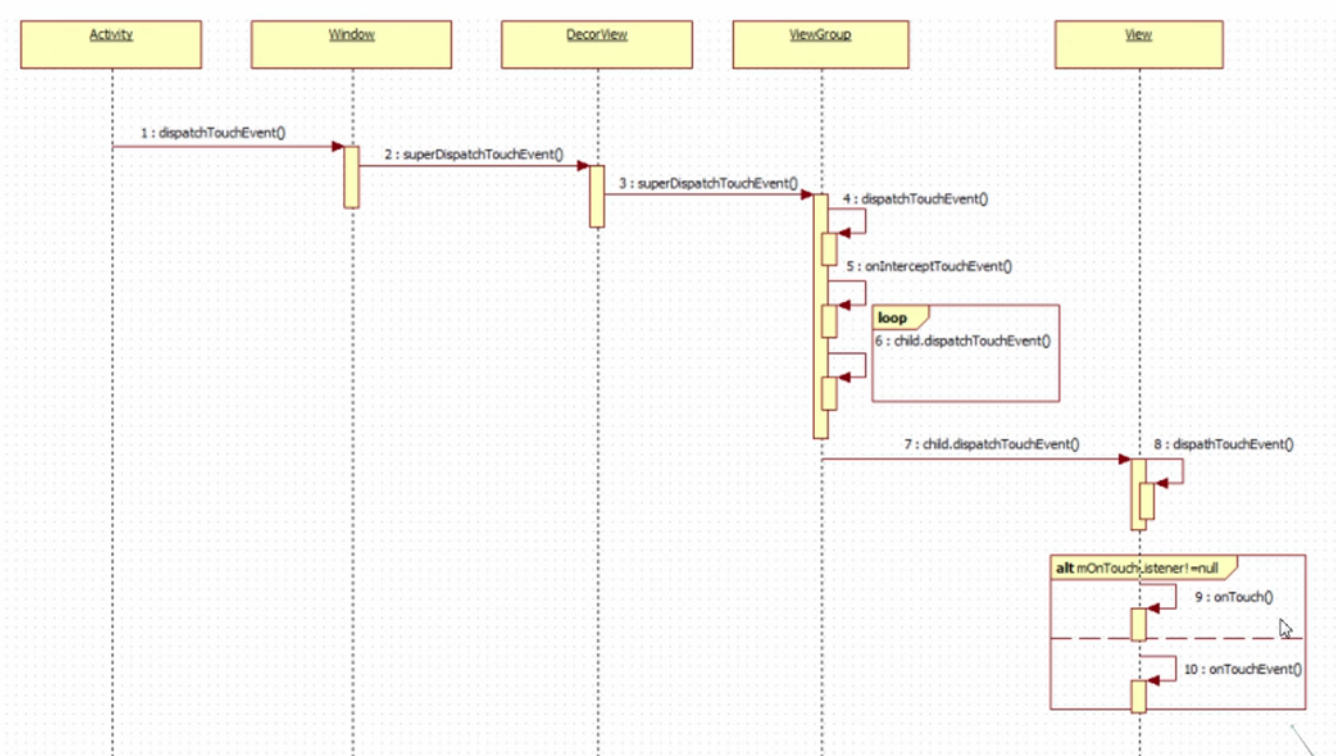 Activity
Window
DecorView
ViewGroup
View
1 : dispatchTouchEvent()
2 : superDispatchTouchEvent()
3 : superDispatchTouchEvent()
4 : dispatchTouchEvent()
5 : onInterceptTouchEvent()
loop
6 : child.dispatchTouchEvent()
7 : child.dispatchTouchEvent()
8 : dispathTouchEvent()
alt mOnTouchListener!=null
9 : onTouch()
10 : onTouchEvent()